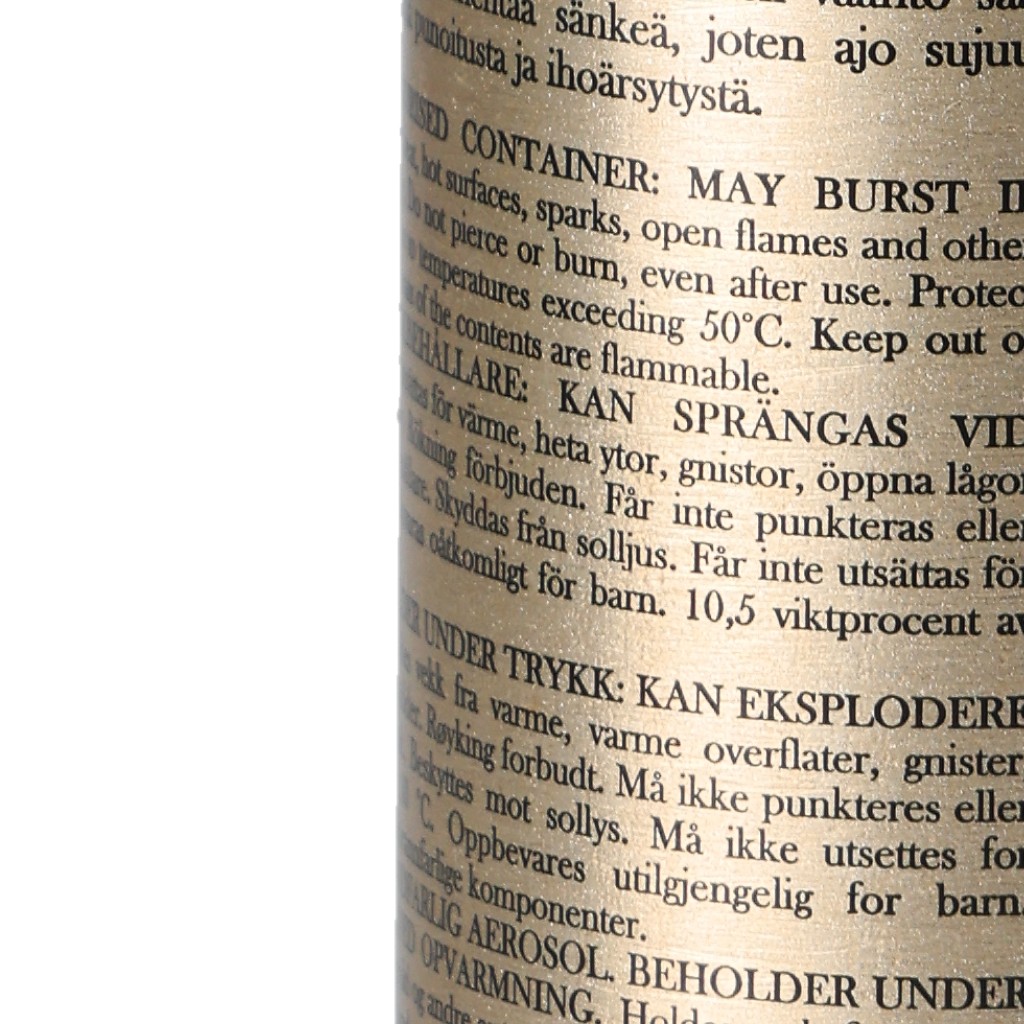 sänkeä, joten ajo sujuu
punoitusta ja ihoärsytystä.
CONTAINER: MAY BURST
hot surfaces, sparks, open flames and other
Do not pierce or burn, even after use. Protec
temperatures exceeding 50°C. Keep out o
of the contents are flammable.
EHÅLLARE: KAN SPRÄNGAS VID
för värme, heta ytor, gnistor, öppna lågor
förbjuden. Får inte punkteras eller
Skyddas från solljus. Får inte utsättas för
oåtkomligt för barn. 10,5 viktprocent av
UNDER TRYKK: KAN EKSPLODERE
vekk fra varme, varme overflater, gnister
Røyking forbudt. Må ikke punkteres eller
Beskyttes mot sollys. Må ikke utsettes for
°C. Oppbevares utilgjengelig for barn.
komponenter.
AEROSOL. BEHOLDER UNDER
OPVARMNING.
og andre